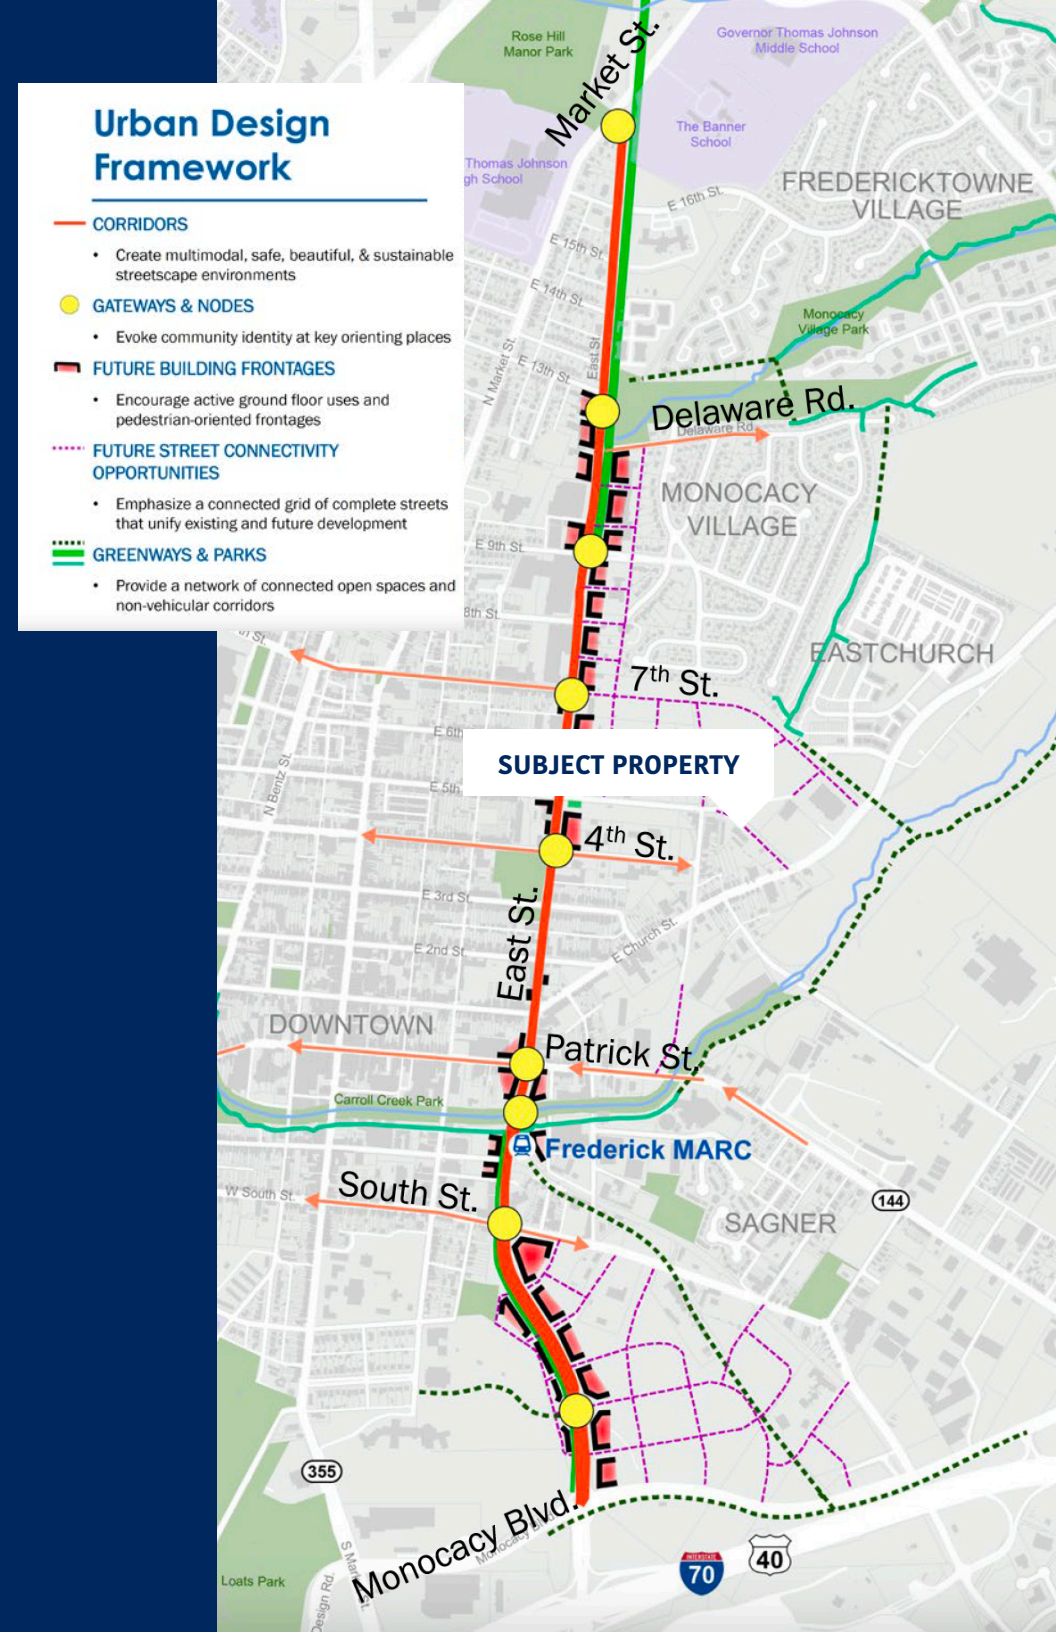 Urban Design
Framework
CORRIDORS
• Create multimodal, safe, beautiful, & sustainable
streetscape environments
GATEWAYS & NODES
• Evoke community identity at key orienting places
FUTURE BUILDING FRONTAGES
• Encourage active ground floor uses and
pedestrian-oriented frontages
FUTURE STREET CONNECTIVITY
OPPORTUNITIES
• Emphasize a connected grid of complete streets
that unify existing and future development
GREENWAYS & PARKS
• Provide a network of connected open spaces and
non-vehicular corridors
Rose Hill
Manor Park
Market St.
Governor Thomas Johnson
Middle School
The Banner
School
Thomas Johnson
gh School
E 16th St.
FREDERICKTOWNE
VILLAGE
E 15th St.
E 14th St.
Monocacy
Village Park
N Market St.
E 13th St.
East St.
Delaware Rd.
Delaware Rd.
MONOCACY
VILLAGE
E 9th St.
8th St.
St.
EASTCHURCH
7th St.
E 6th
SUBJECT PROPERTY
N Bentz St.
E 5th
4th St.
E 3rd St.
East St.
E Church St.
E 2nd St.
DOWNTOWN
Patrick St.
Carroll Creek Park
Frederick MARC
W South St.
South St.
144
SAGNER
355
Monocacy Blvd.
Monocacy
S
St.
INTERSTATE
70
40
Loats Park
Design Rd.